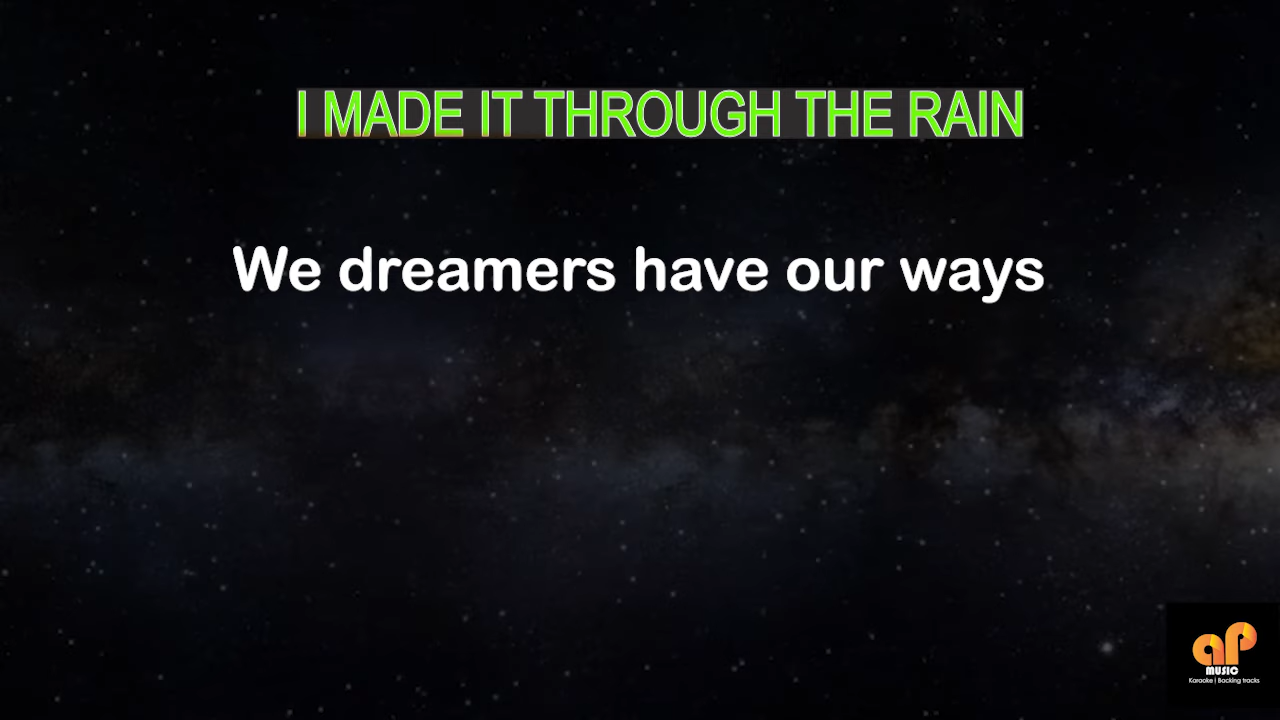 I MADE IT THROUGH THE RAIN
We dreamers have our ways
aP
MUSIC
Karaoke | Backing tracks